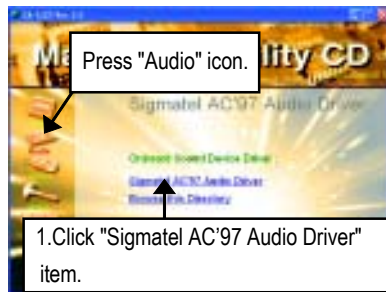 Ma lity CD
Press "Audio" icon.
Sigmatel AC'97 Audio Driver
Onboard Sound Device Driver
Sigmatel AC'97 Audio Driver
Browse this Directory
1.Click "Sigmatel AC’97 Audio Driver"
item.